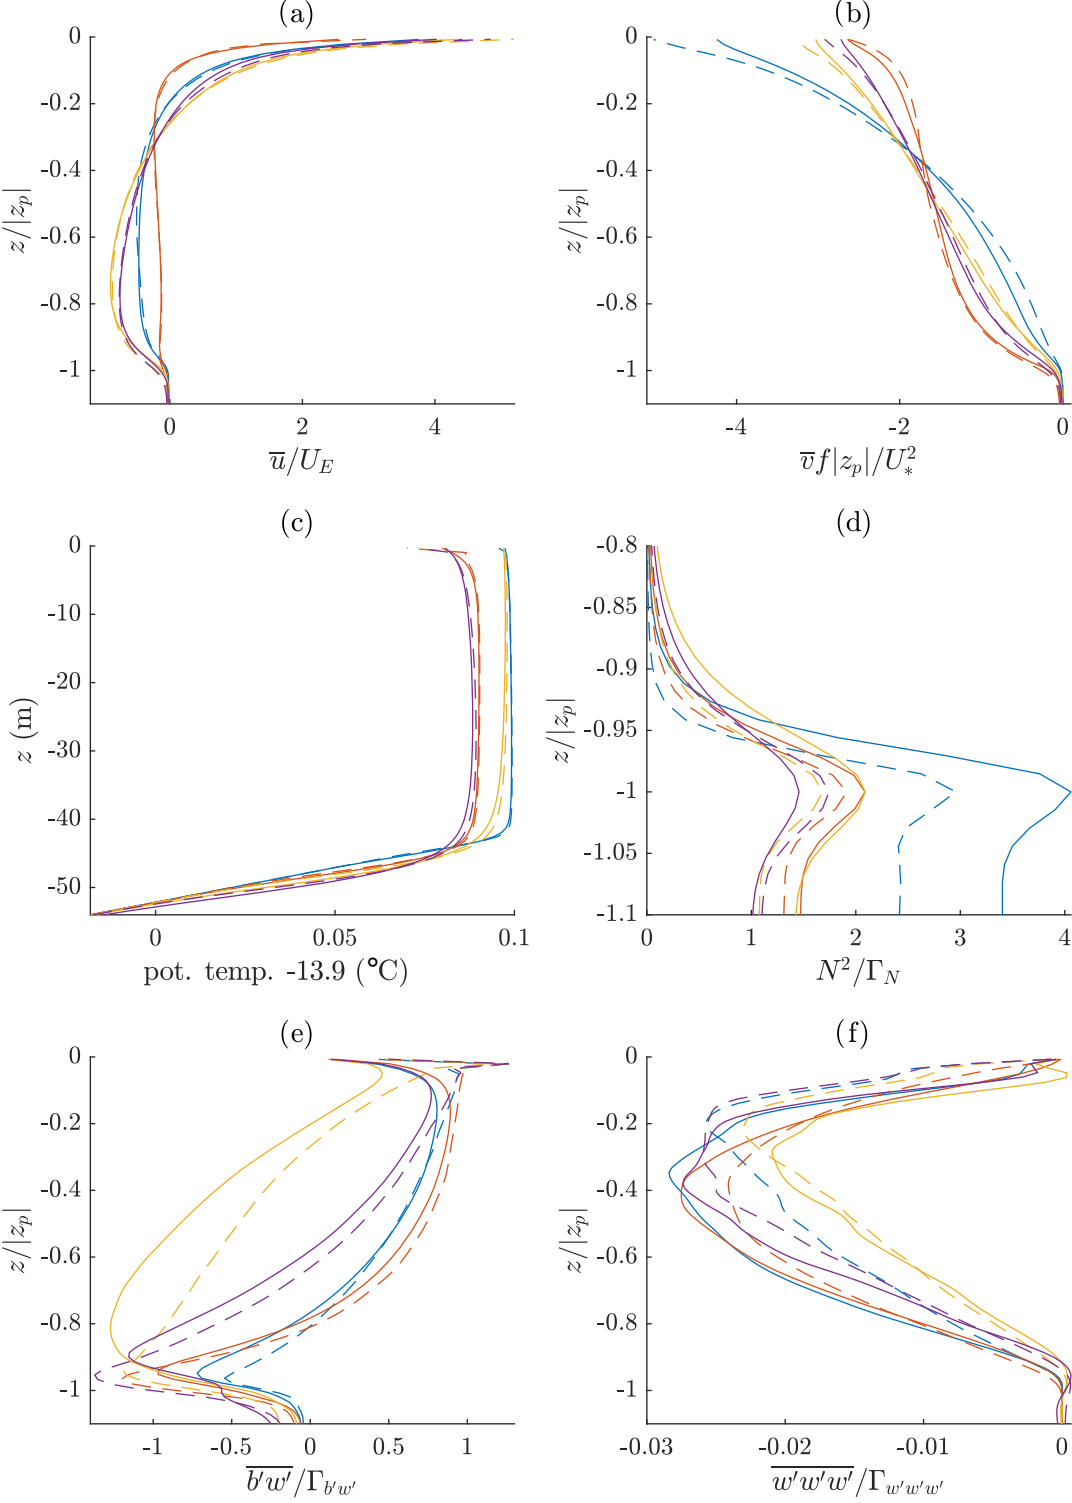 (a) (b)
0 -0.2 -0.4 -0.6 -0.8 -1
z/|z_p|
0 2 4
u̅/U_E
0 -0.2 -0.4 -0.6 -0.8 -1
z/|z_p|
-4 -2 0
v̅f|z_p|/U_*^2
(c) (d)
0 -10 -20 -30 -40 -50
z (m)
0 0.05 0.1
pot. temp. -13.9 (°C)
-0.8 -0.85 -0.9 -0.95 -1 -1.05 -1.1
z/|z_p|
0 1 2 3 4
N^2/Γ_N
(e) (f)
0 -0.2 -0.4 -0.6 -0.8 -1
z/|z_p|
-1 -0.5 0 0.5 1
\overline{b'w'}/Γ_{b'w'}
0 -0.2 -0.4 -0.6 -0.8 -1
z/|z_p|
-0.03 -0.02 -0.01 0
\overline{w'w'w'}/Γ_{w'w'w'}